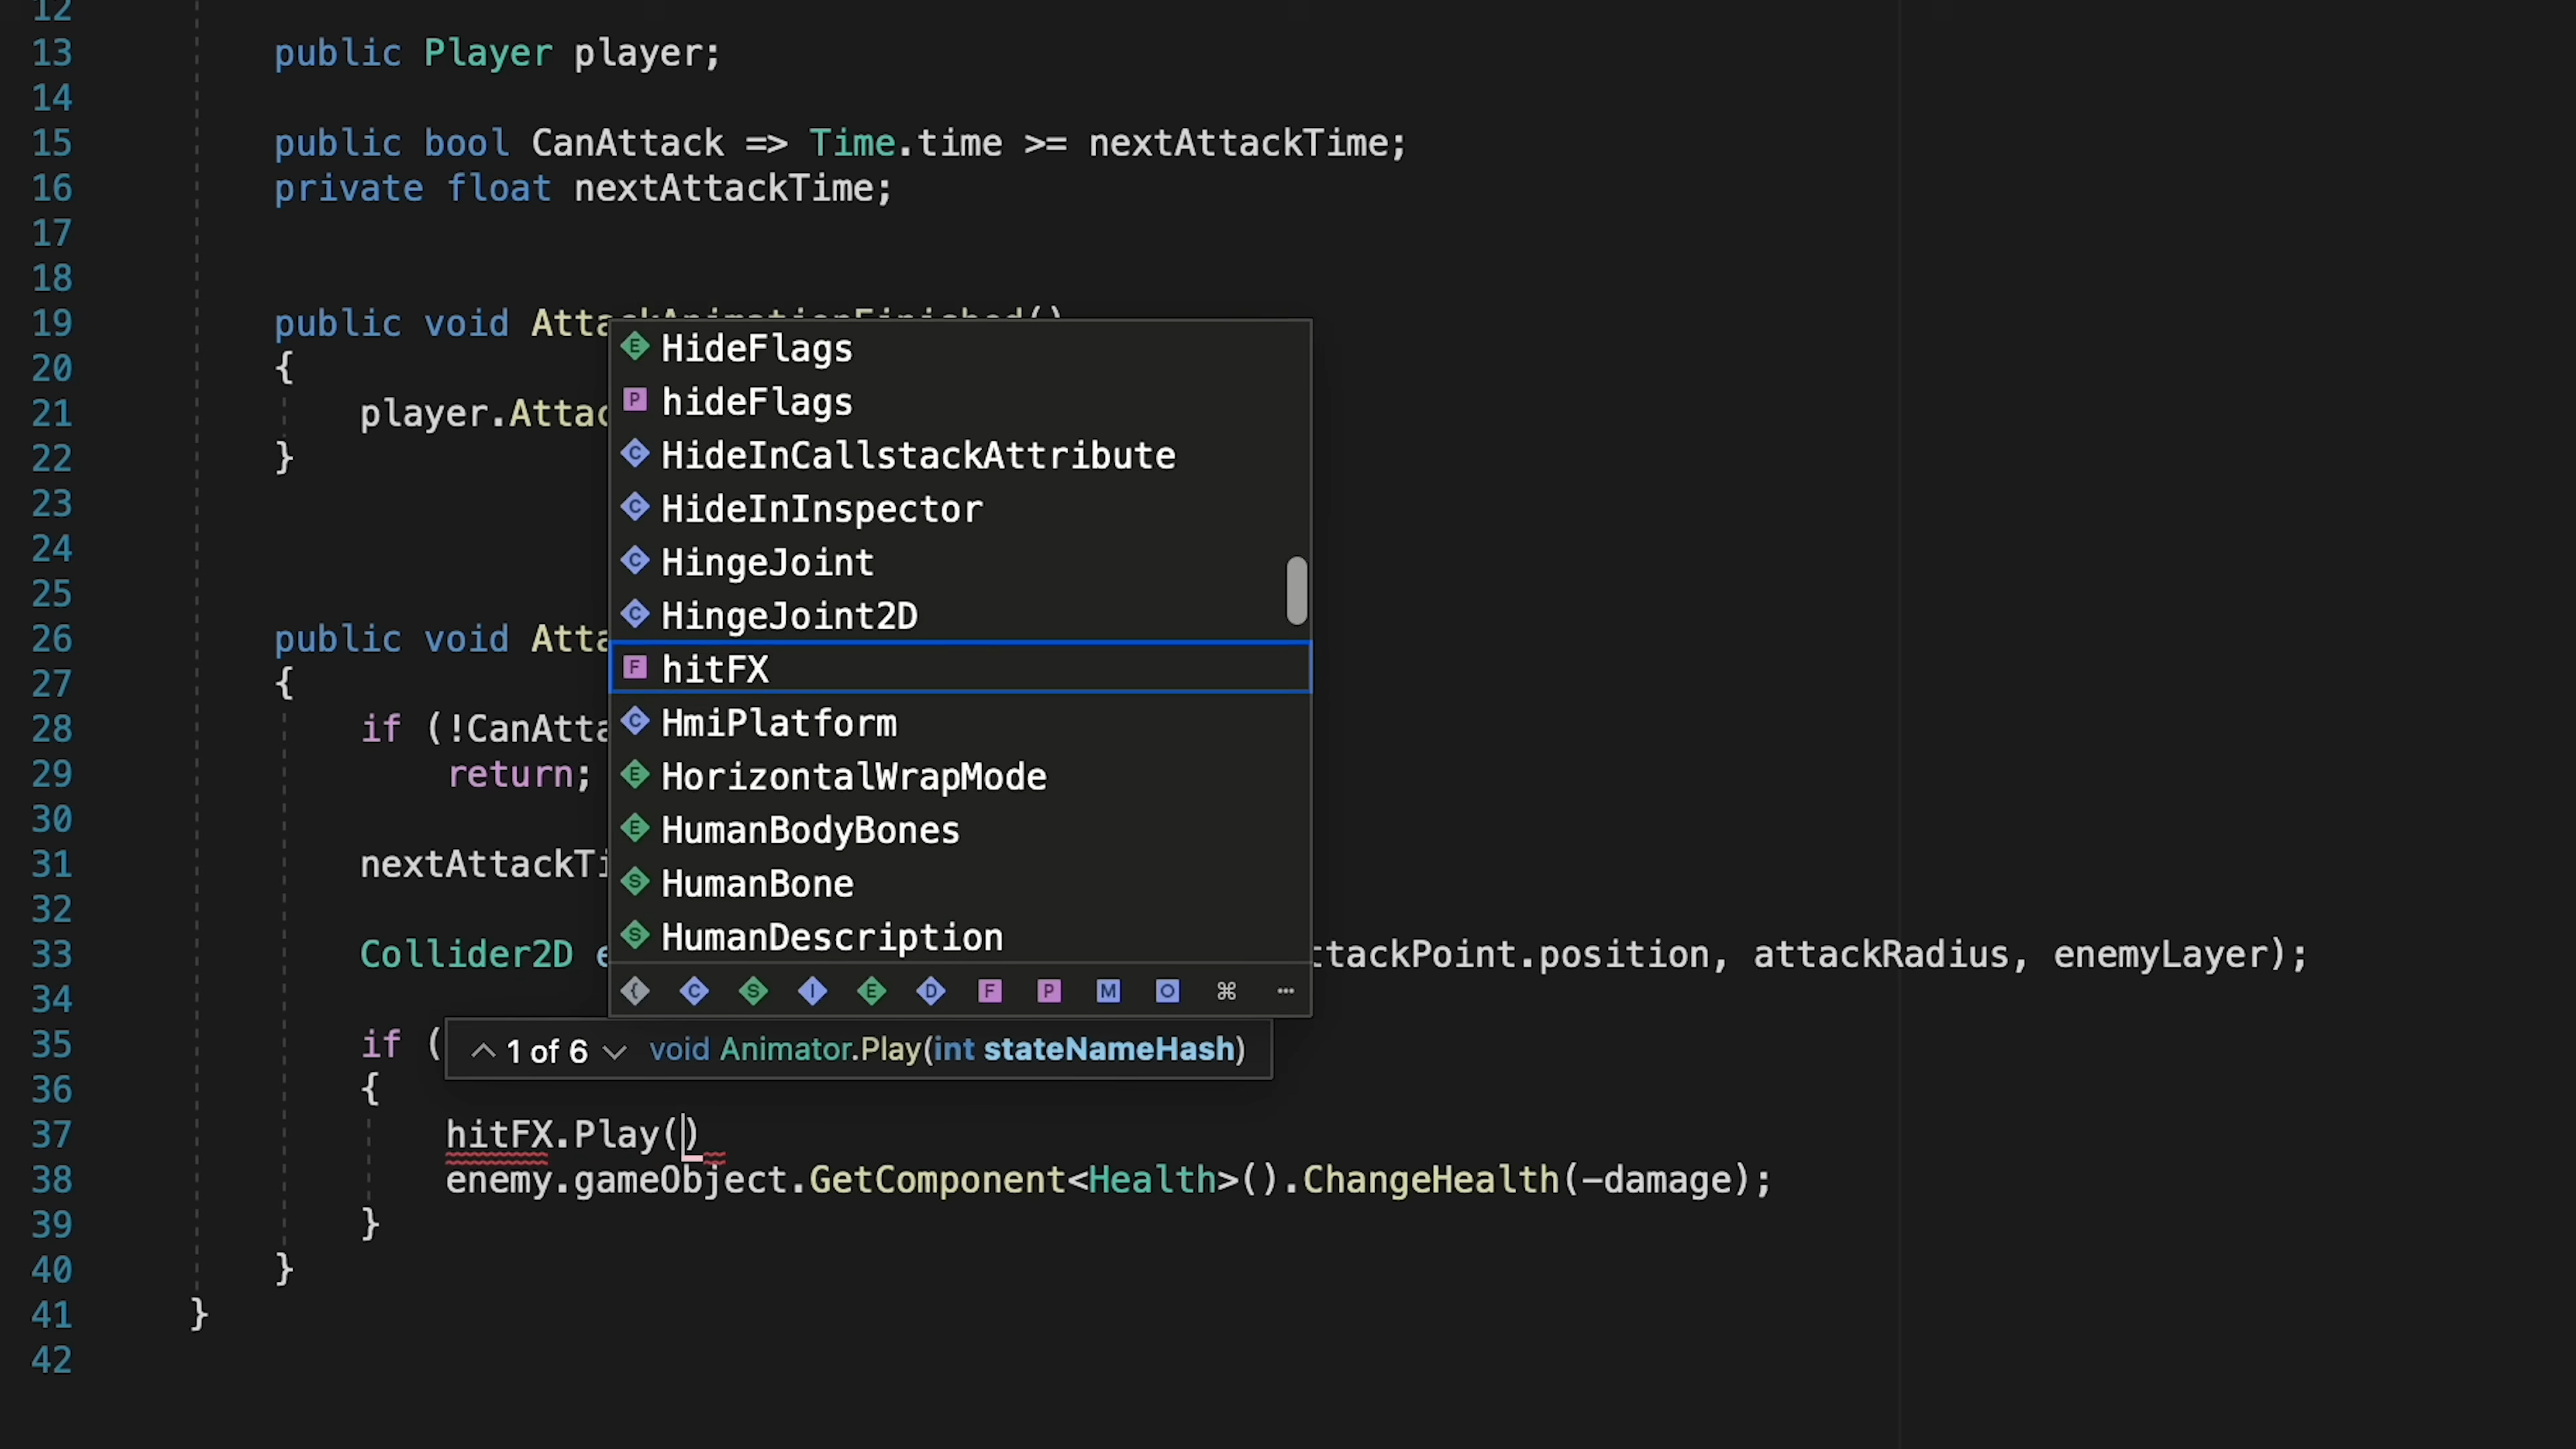 12
13 public Player player;
14
15 public bool CanAttack => Time.time >= nextAttackTime;
16 private float nextAttackTime;
17
18
19 public void AttackAnimationFinished()
20 {
21 player.Attac
22 }
23
24
25
26 public void Atta
27 {
28 if (!CanAtta
29 return;
30
31 nextAttackTi
32
33 Collider2D e ttackPoint.position, attackRadius, enemyLayer);
34
35 if (
36 {
37 hitFX.Play()
38 enemy.gameObject.GetComponent<Health>().ChangeHealth(-damage);
39 }
40 }
41 }
42
E HideFlags
P hideFlags
C HideInCallstackAttribute
C HideInInspector
C HingeJoint
C HingeJoint2D
F hitFX
C HmiPlatform
E HorizontalWrapMode
E HumanBodyBones
S HumanBone
S HumanDescription
{ C S I E D F P M O ⌘ ...
1 of 6 void Animator.Play(int stateNameHash)